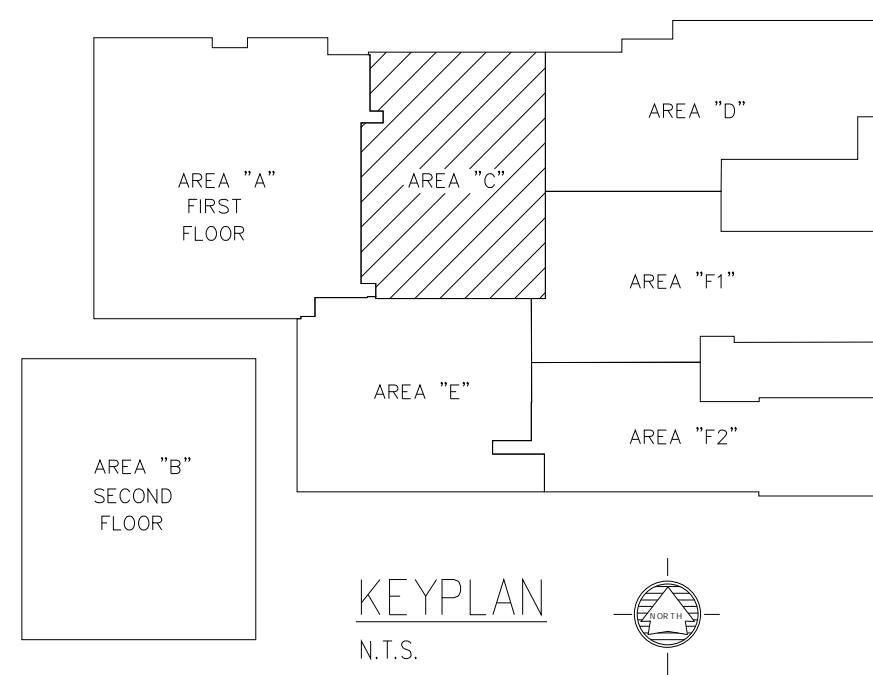 AREA "D"
AREA "A"
FIRST
FLOOR
AREA "C"
AREA "F1"
AREA "E"
AREA "F2"
AREA "B"
SECOND
FLOOR
KEYPLAN
N.T.S.
NORTH